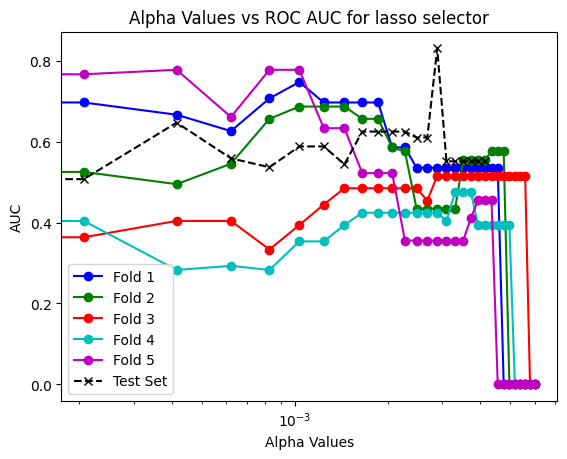 Alpha Values vs ROC AUC for lasso selector
AUC
0.8
0.6
0.4
0.2
0.0
Fold 1
Fold 2
Fold 3
Fold 4
Fold 5
Test Set
10⁻³
Alpha Values